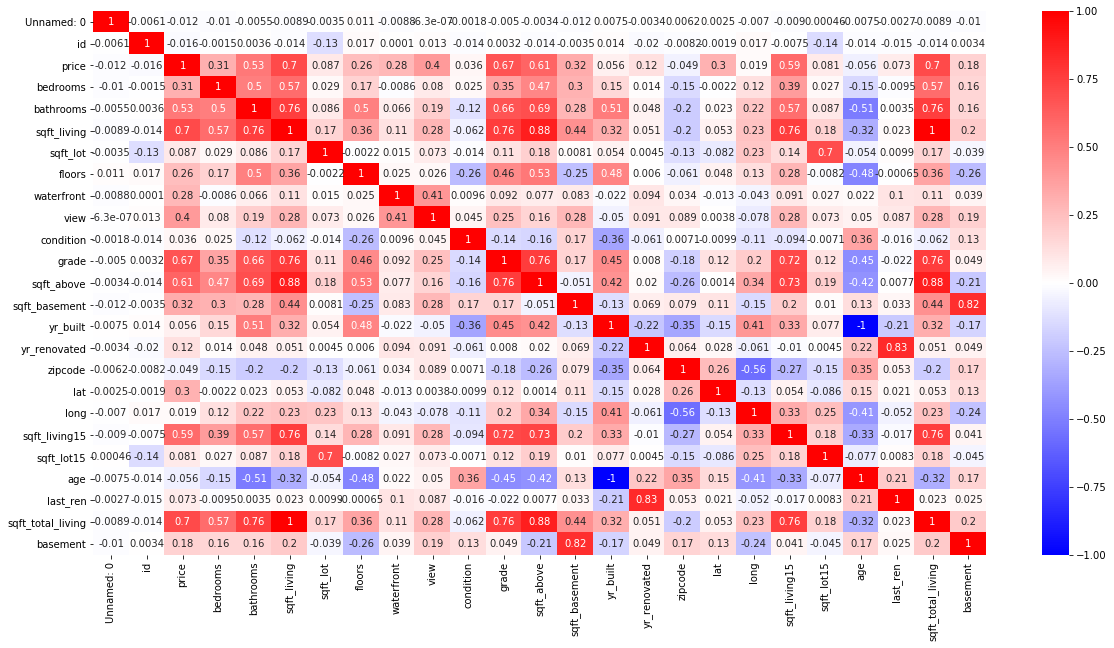 Unnamed: 0 1 -0.0061 -0.012 -0.01 -0.0055 -0.0089 -0.0035 0.011 -0.0088 -6.3e-07 -0.0018 -0.005 -0.0034 -0.012 -0.0075 -0.0034 -0.0062 -0.0025 -0.007 -0.009 -0.00046 -0.0075 -0.0027 -0.0089 -0.01 1.00
id -0.0061 1 -0.016 -0.0015 0.0036 -0.014 -0.13 0.017 0.0001 0.013 -0.014 0.0032 -0.014 -0.0035 0.014 -0.02 -0.0082 -0.0019 0.017 -0.0075 -0.14 -0.014 -0.015 -0.014 0.0034
price -0.012 -0.016 1 0.31 0.53 0.7 0.087 0.26 0.28 0.4 0.036 0.67 0.61 0.32 0.056 0.12 -0.049 0.3 0.019 0.59 0.081 -0.056 0.073 0.7 0.18
0.75
bedrooms -0.01 -0.0015 0.31 1 0.5 0.57 0.029 0.17 -0.0086 0.08 0.025 0.35 0.47 0.3 0.15 0.014 -0.15 -0.0022 0.12 0.39 0.027 -0.15 -0.0095 0.57 0.16
bathrooms -0.0055 0.0036 0.53 0.5 1 0.76 0.086 0.5 0.066 0.19 -0.12 0.66 0.69 0.28 0.51 0.048 -0.2 0.023 0.22 0.57 0.087 -0.51 0.0035 0.76 0.16
sqft_living -0.0089 -0.014 0.7 0.57 0.76 1 0.17 0.36 0.11 0.28 -0.062 0.76 0.88 0.44 0.32 0.051 -0.2 0.053 0.23 0.76 0.18 -0.32 0.023 1 0.2
0.50
sqft_lot -0.0035 -0.13 0.087 0.029 0.086 0.17 1 -0.0022 0.015 0.073 -0.014 0.11 0.18 0.0081 0.054 0.0045 -0.13 -0.082 0.23 0.14 0.7 -0.054 0.0099 0.17 -0.039
floors 0.011 0.017 0.26 0.17 0.5 0.36 -0.0022 1 0.025 0.026 -0.26 0.46 0.53 -0.25 0.48 0.006 -0.061 0.048 0.13 0.28 -0.0082 -0.48 -0.00065 0.36 -0.26
waterfront -0.0088 0.0001 0.28 -0.0086 0.066 0.11 0.015 0.025 1 0.41 0.0096 0.092 0.077 0.083 -0.022 0.094 0.034 -0.013 -0.043 0.091 0.027 0.022 0.1 0.11 0.039
0.25
view -6.3e-07 0.013 0.4 0.08 0.19 0.28 0.073 0.026 0.41 1 0.045 0.25 0.16 0.28 -0.05 0.091 0.089 0.0038 -0.078 0.28 0.073 0.05 0.087 0.28 0.19
condition -0.0018 -0.014 0.036 0.025 -0.12 -0.062 -0.014 -0.26 0.0096 0.045 1 -0.14 -0.16 0.17 -0.36 -0.061 0.0071 -0.0099 -0.11 -0.094 -0.0071 0.36 -0.016 -0.062 0.13
grade -0.005 0.0032 0.67 0.35 0.66 0.76 0.11 0.46 0.092 0.25 -0.14 1 0.76 0.17 0.45 0.008 -0.18 0.12 0.2 0.72 0.12 -0.45 -0.022 0.76 0.049
0.00
sqft_above -0.0034 -0.014 0.61 0.47 0.69 0.88 0.18 0.53 0.077 0.16 -0.16 0.76 1 -0.051 0.42 0.02 -0.26 0.0014 0.34 0.73 0.19 -0.42 0.0077 0.88 -0.21
sqft_basement -0.012 -0.0035 0.32 0.3 0.28 0.44 0.0081 -0.25 0.083 0.28 0.17 0.17 -0.051 1 -0.13 0.069 0.079 0.11 -0.15 0.2 0.01 0.13 0.033 0.44 0.82
yr_built -0.0075 0.014 0.056 0.15 0.51 0.32 0.054 0.48 -0.022 -0.05 -0.36 0.45 0.42 -0.13 1 -0.22 -0.35 -0.15 0.41 0.33 0.077 -1 -0.21 0.32 -0.17
-0.25
yr_renovated -0.0034 -0.02 0.12 0.014 0.048 0.051 0.0045 0.006 0.094 0.091 -0.061 0.008 0.02 0.069 -0.22 1 0.064 0.028 -0.061 -0.01 0.0045 0.22 0.83 0.051 0.049
zipcode -0.0062 -0.0082 -0.049 -0.15 -0.2 -0.2 -0.13 -0.061 0.034 0.089 0.0071 -0.18 -0.26 0.079 -0.35 0.064 1 0.26 -0.56 -0.27 -0.15 0.35 0.053 -0.2 0.17
lat -0.0025 -0.0019 0.3 -0.0022 0.023 0.053 -0.082 0.048 -0.013 0.0038 -0.0099 0.12 0.0014 0.11 -0.15 0.028 0.26 1 -0.13 0.054 -0.086 0.15 0.021 0.053 0.13
-0.50
long -0.007 0.017 0.019 0.12 0.22 0.23 0.23 0.13 -0.043 -0.078 -0.11 0.2 0.34 -0.15 0.41 -0.061 -0.56 -0.13 1 0.33 0.25 -0.41 -0.052 0.23 -0.24
sqft_living15 -0.009 -0.0075 0.59 0.39 0.57 0.76 0.14 0.28 0.091 0.28 -0.094 0.72 0.73 0.2 0.33 -0.01 -0.27 0.054 0.33 1 0.18 -0.33 -0.017 0.76 0.041
sqft_lot15 -0.00046 -0.14 0.081 0.027 0.087 0.18 0.7 -0.0082 0.027 0.073 -0.0071 0.12 0.19 0.01 0.077 0.0045 -0.15 -0.086 0.25 0.18 1 -0.077 0.0083 0.18 -0.045
-0.75
age -0.0075 -0.014 -0.056 -0.15 -0.51 -0.32 -0.054 -0.48 0.022 0.05 0.36 -0.45 -0.42 0.13 -1 0.22 0.35 0.15 -0.41 -0.33 -0.077 1 0.21 -0.32 0.17
last_ren -0.0027 -0.015 0.073 -0.0095 0.0035 0.023 0.0099 -0.00065 0.1 0.087 -0.016 -0.022 0.0077 0.033 -0.21 0.83 0.053 0.021 -0.052 -0.017 0.0083 0.21 1 0.023 0.025
sqft_total_living -0.0089 -0.014 0.7 0.57 0.76 1 0.17 0.36 0.11 0.28 -0.062 0.76 0.88 0.44 0.32 0.051 -0.2 0.053 0.23 0.76 0.18 -0.32 0.023 1 0.2
basement -0.01 0.0034 0.18 0.16 0.16 0.2 -0.039 -0.26 0.039 0.19 0.13 0.049 -0.21 0.82 -0.17 0.049 0.17 0.13 -0.24 0.041 -0.045 0.17 0.025 0.2 1
-1.00
Unnamed: 0
id
price
bedrooms
bathrooms
sqft_living
sqft_lot
floors
waterfront
view
condition
grade
sqft_above
sqft_basement
yr_built
yr_renovated
zipcode
lat
long
sqft_living15
sqft_lot15
age
last_ren
sqft_total_living
basement